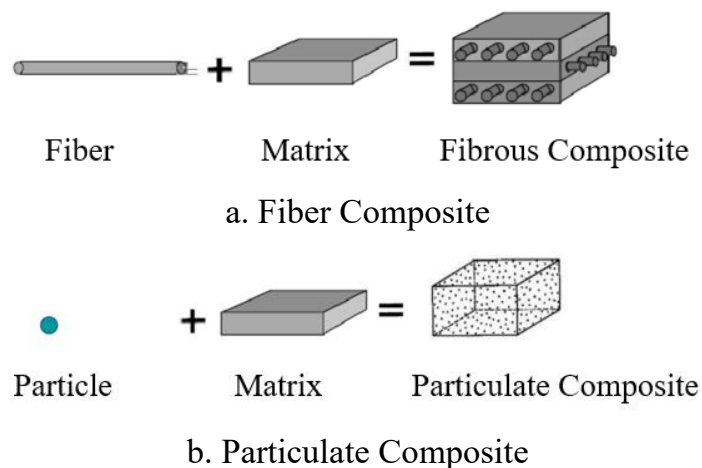 + =
Fiber Matrix Fibrous Composite
a. Fiber Composite
+ =
Particle Matrix Particulate Composite
b. Particulate Composite